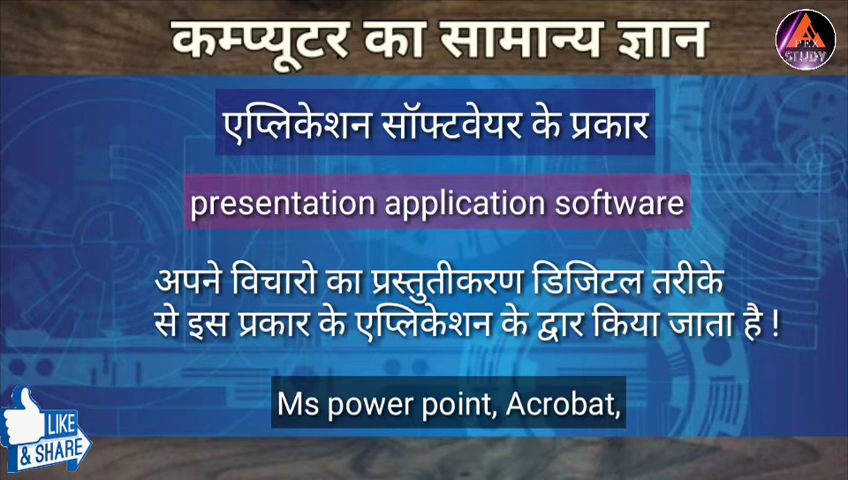 कम्प्यूटर का सामान्य ज्ञान
APEX
STUDY
एप्लिकेशन सॉफ्टवेयर के प्रकार
presentation application software
अपने विचारो का प्रस्तुतीकरण डिजिटल तरीके
से इस प्रकार के एप्लिकेशन के द्वार किया जाता है !
Ms power point, Acrobat,
LIKE
& SHARE